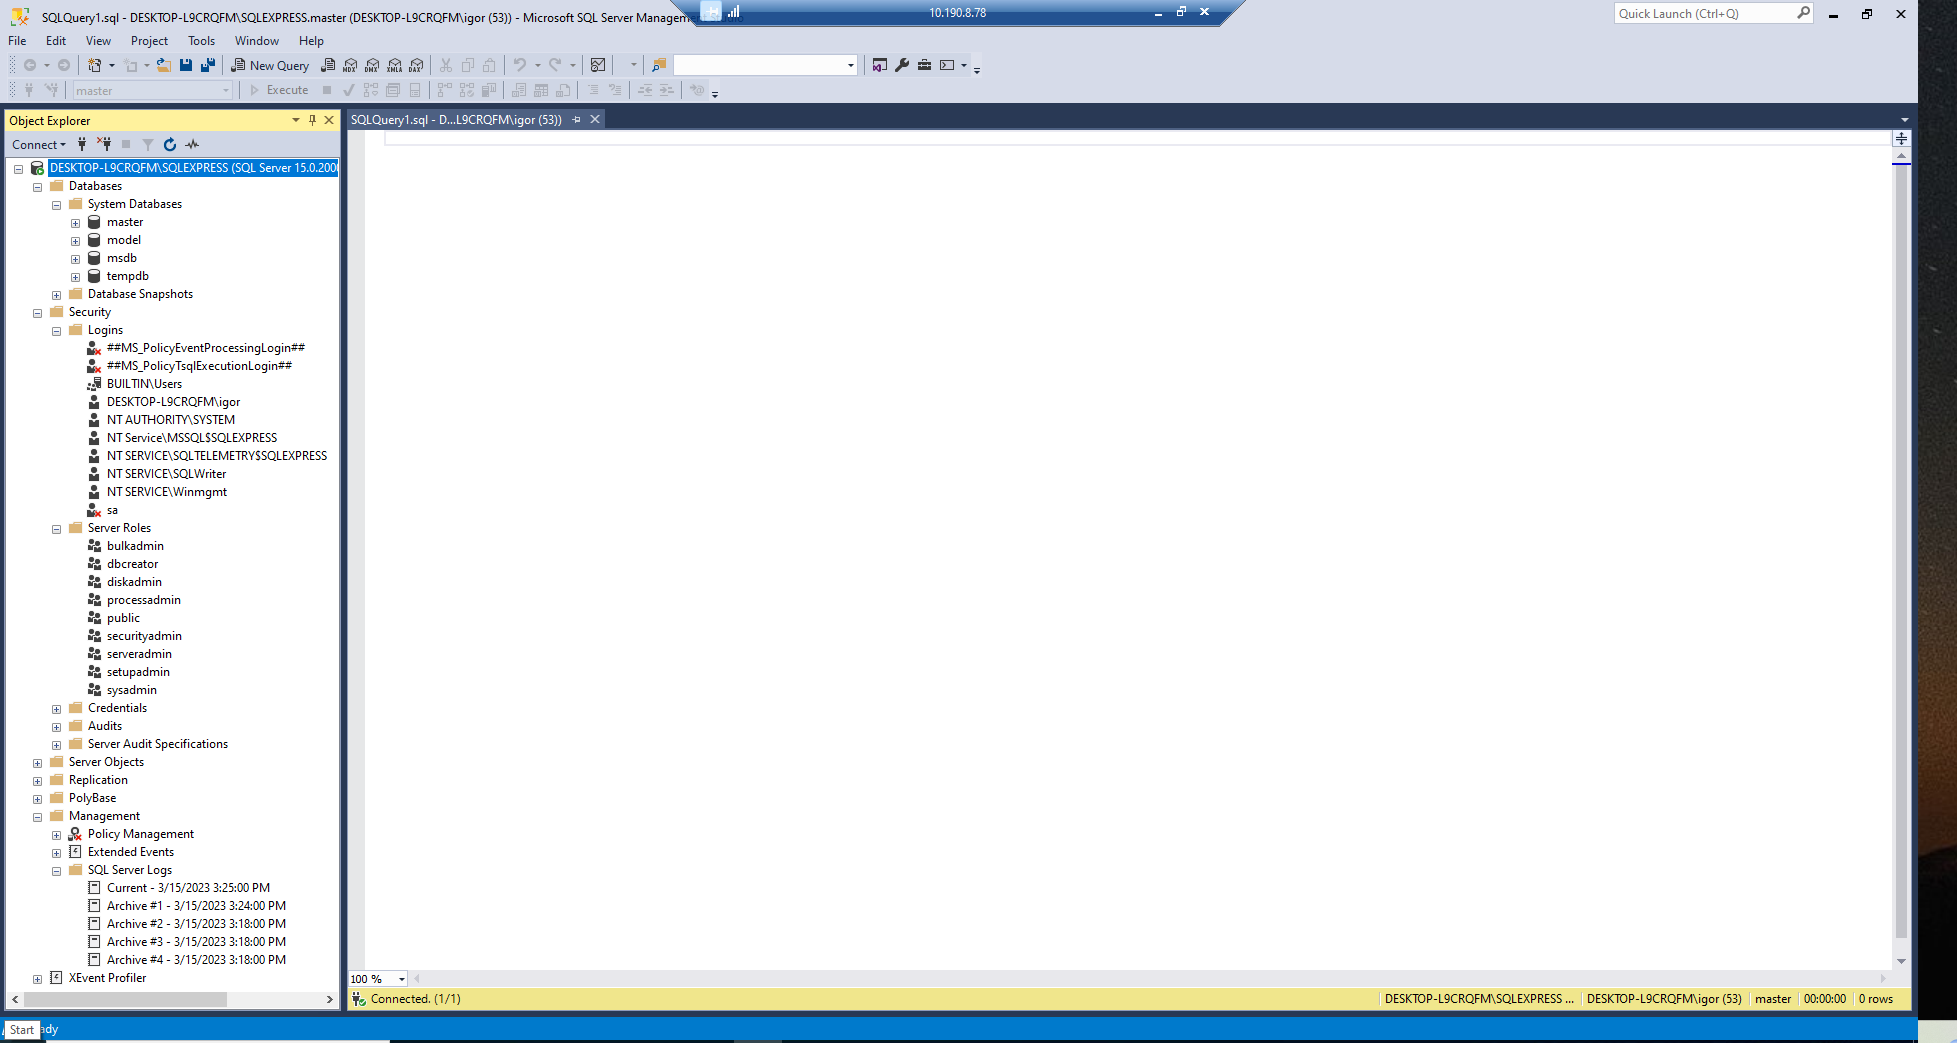 SQLQuery1.sql - DESKTOP-L9CRQFM\SQLEXPRESS.master (DESKTOP-L9CRQFM\igor (53)) - Microsoft SQL Server Manage
10.190.8.78
Quick Launch (Ctrl+Q)
File Edit View Project Tools Window Help
New Query MDX DMX XMLA DAX
master Execute
Object Explorer
SQLQuery1.sql - D...L9CRQFM\igor (53))
Connect
DESKTOP-L9CRQFM\SQLEXPRESS (SQL Server 15.0.200
Databases
System Databases
master
model
msdb
tempdb
Database Snapshots
Security
Logins
##MS_PolicyEventProcessingLogin##
##MS_PolicyTsqlExecutionLogin##
BUILTIN\Users
DESKTOP-L9CRQFM\igor
NT AUTHORITY\SYSTEM
NT Service\MSSQL$SQLEXPRESS
NT SERVICE\SQLTELEMETRY$SQLEXPRESS
NT SERVICE\SQLWriter
NT SERVICE\Winmgmt
sa
Server Roles
bulkadmin
dbcreator
diskadmin
processadmin
public
securityadmin
serveradmin
setupadmin
sysadmin
Credentials
Audits
Server Audit Specifications
Server Objects
Replication
PolyBase
Management
Policy Management
Extended Events
SQL Server Logs
Current - 3/15/2023 3:25:00 PM
Archive #1 - 3/15/2023 3:24:00 PM
Archive #2 - 3/15/2023 3:18:00 PM
Archive #3 - 3/15/2023 3:18:00 PM
Archive #4 - 3/15/2023 3:18:00 PM
XEvent Profiler
100 %
Connected. (1/1)
DESKTOP-L9CRQFM\SQLEXPRESS ... DESKTOP-L9CRQFM\igor (53) master 00:00:00 0 rows
Start ady